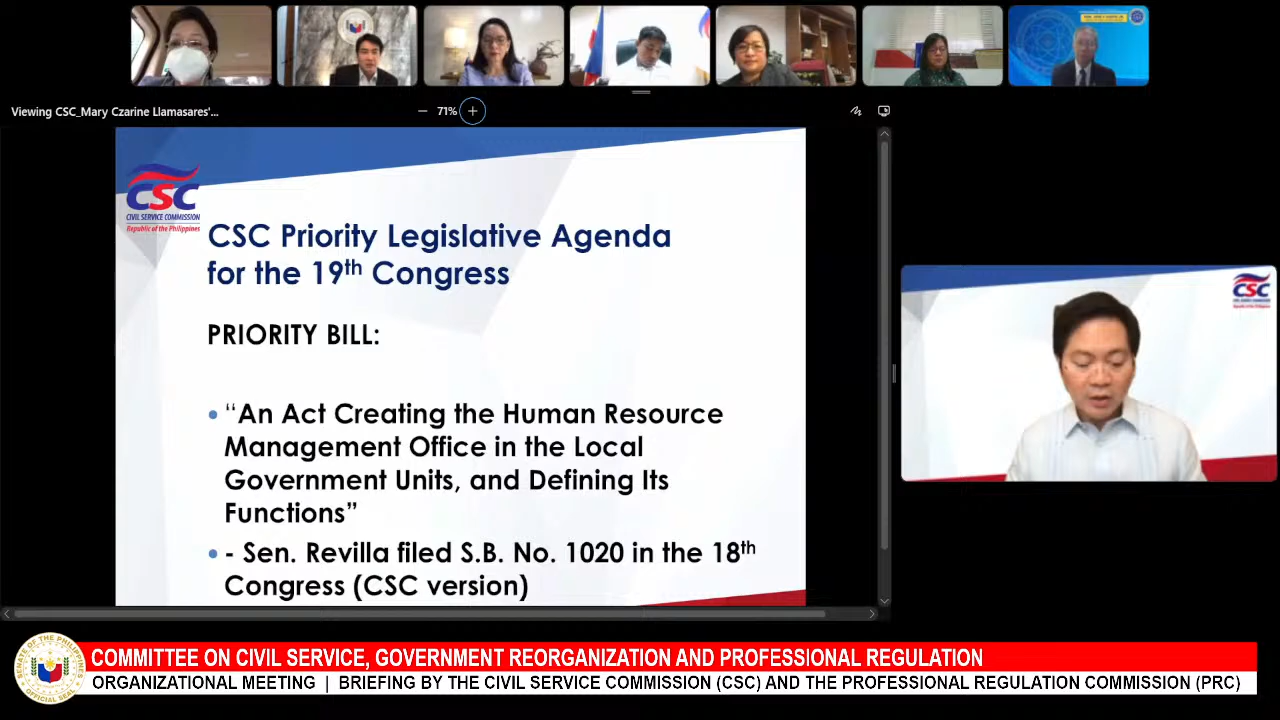 Viewing CSC_Mary Czarine Llamasares'...
71%
CSC
CIVIL SERVICE COMMISSION
Republic of the Philippines
CSC Priority Legislative Agenda
for the 19th Congress
PRIORITY BILL:
• “An Act Creating the Human Resource
Management Office in the Local
Government Units, and Defining Its
Functions”
• - Sen. Revilla filed S.B. No. 1020 in the 18th
Congress (CSC version)
CSC
COMMITTEE ON CIVIL SERVICE, GOVERNMENT REORGANIZATION AND PROFESSIONAL REGULATION
ORGANIZATIONAL MEETING | BRIEFING BY THE CIVIL SERVICE COMMISSION (CSC) AND THE PROFESSIONAL REGULATION COMMISSION (PRC)